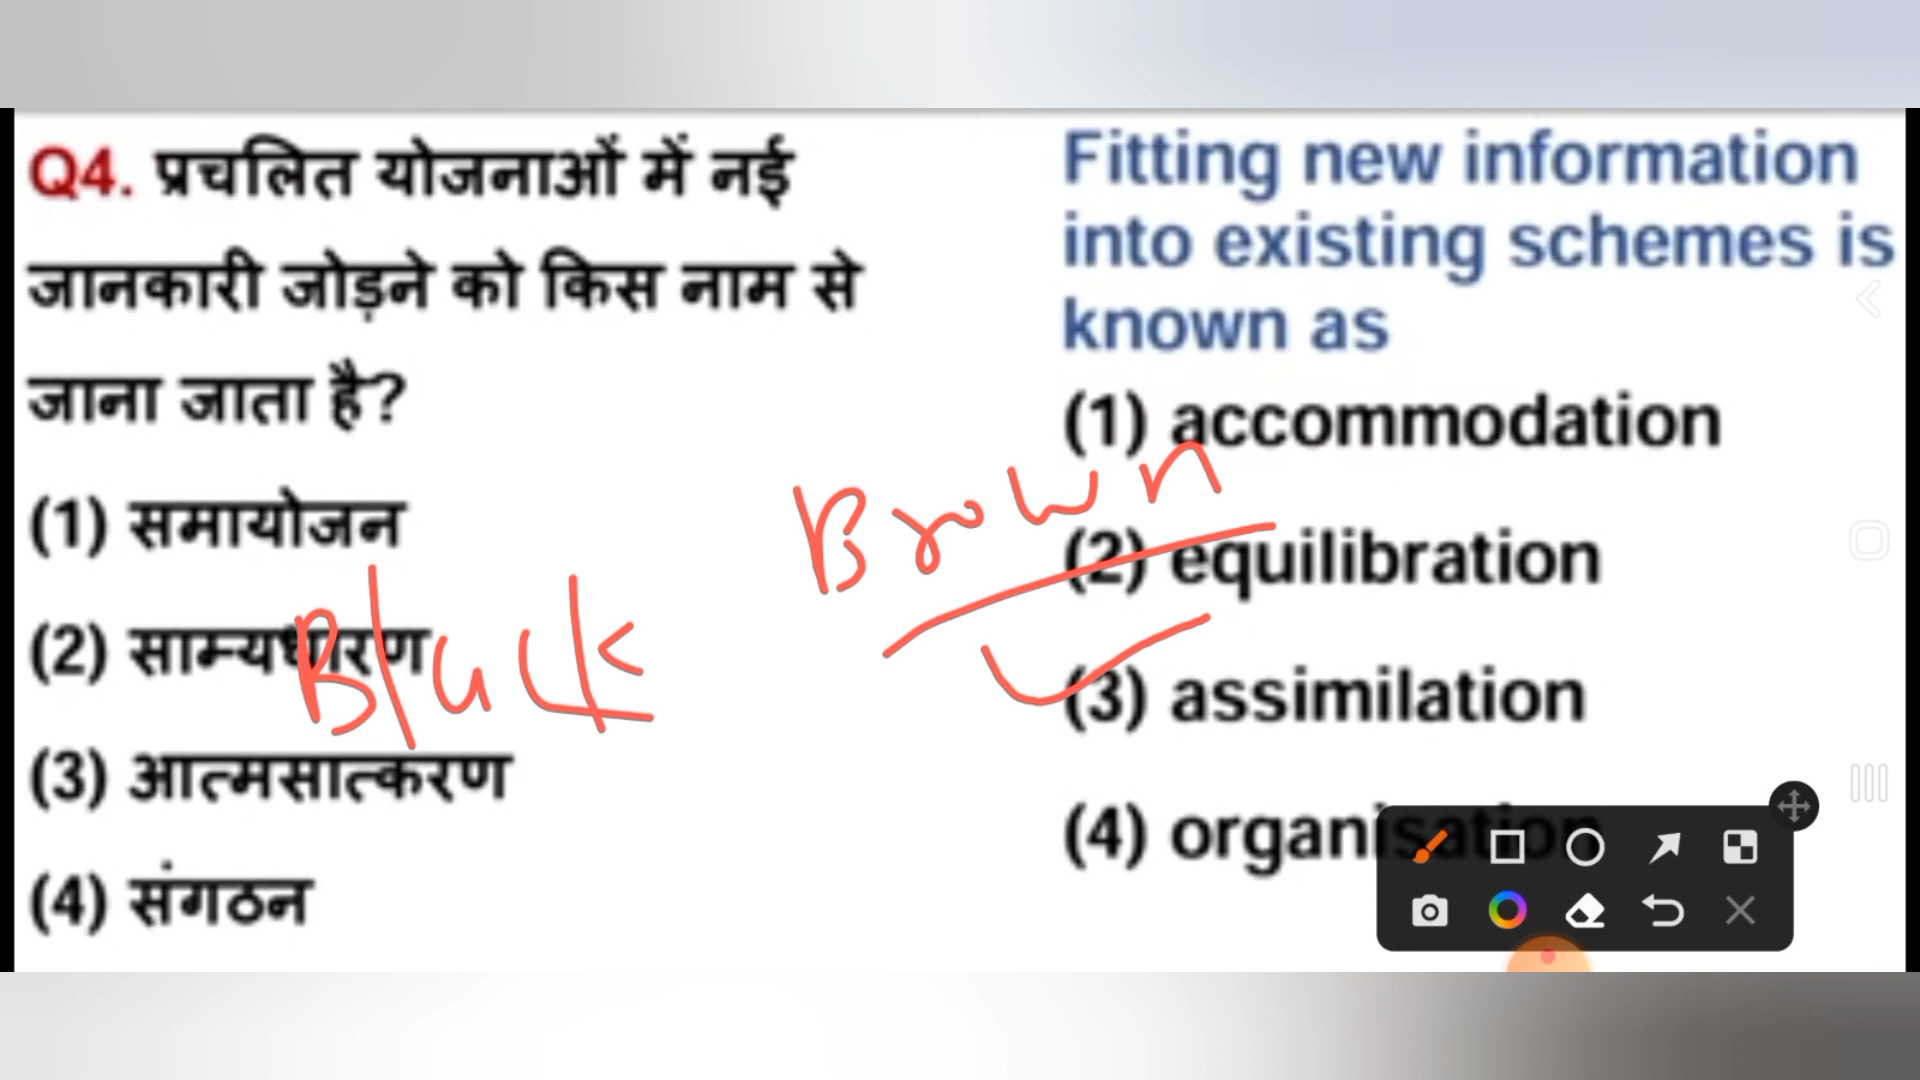 Q4. प्रचलित योजनाओं में नई
जानकारी जोड़ने को किस नाम से
जाना जाता है?
(1) समायोजन
(2) साम्यधारण
(3) आत्मसात्करण
(4) संगठन
Black
Brown
Fitting new information
into existing schemes is
known as
(1) accommodation
(2) equilibration
(3) assimilation
(4) organisation